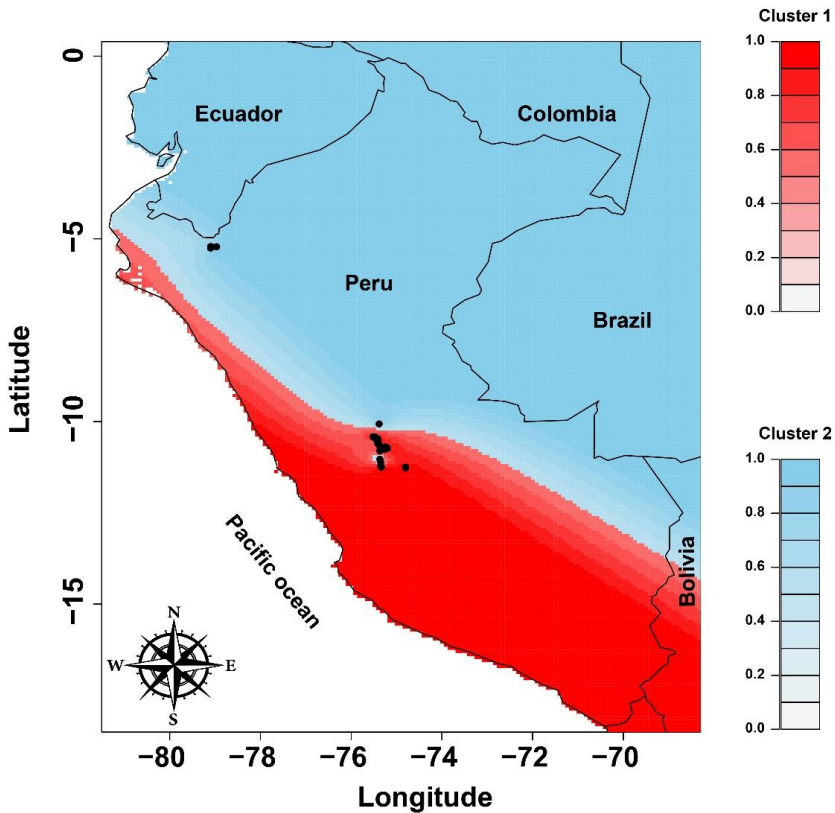 Cluster 1
1.0
0.8
0.6
0.4
0.2
0.0
Cluster 2
1.0
0.8
0.6
0.4
0.2
0.0
Ecuador
Colombia
Peru
Brazil
Bolivia
Pacific ocean
N
W
E
S
Latitude
0
−5
−10
−15
−80
−78
−76
−74
−72
−70
Longitude